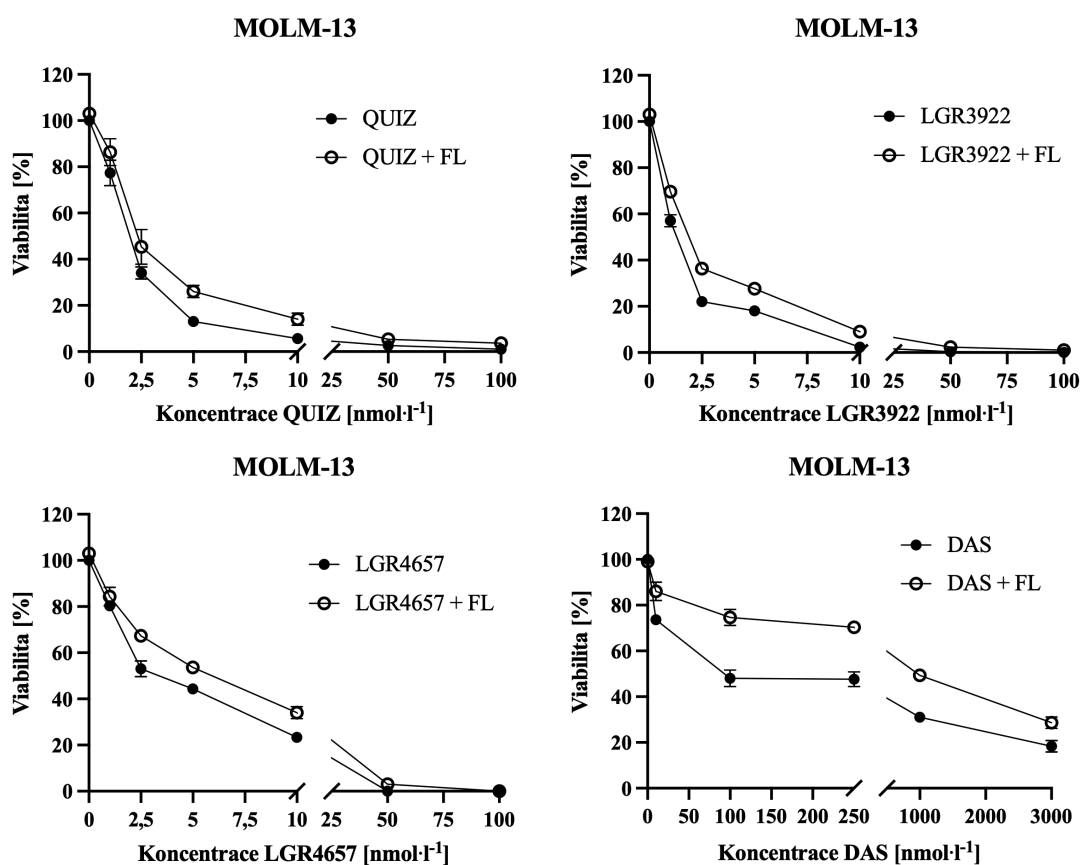 MOLM-13
120
100
80
60
40
20
0
Viabilita [%]
QUIZ
QUIZ + FL
0 2,5 5 7,5 10 25 50 75 100
Koncentrace QUIZ [nmol·l⁻¹]
MOLM-13
120
100
80
60
40
20
0
Viabilita [%]
LGR3922
LGR3922 + FL
0 2,5 5 7,5 10 25 50 75 100
Koncentrace LGR3922 [nmol·l⁻¹]
MOLM-13
120
100
80
60
40
20
0
Viabilita [%]
LGR4657
LGR4657 + FL
0 2,5 5 7,5 10 25 50 75 100
Koncentrace LGR4657 [nmol·l⁻¹]
MOLM-13
120
100
80
60
40
20
0
Viabilita [%]
DAS
DAS + FL
0 50 100 150 200 250 1000 2000 3000
Koncentrace DAS [nmol·l⁻¹]